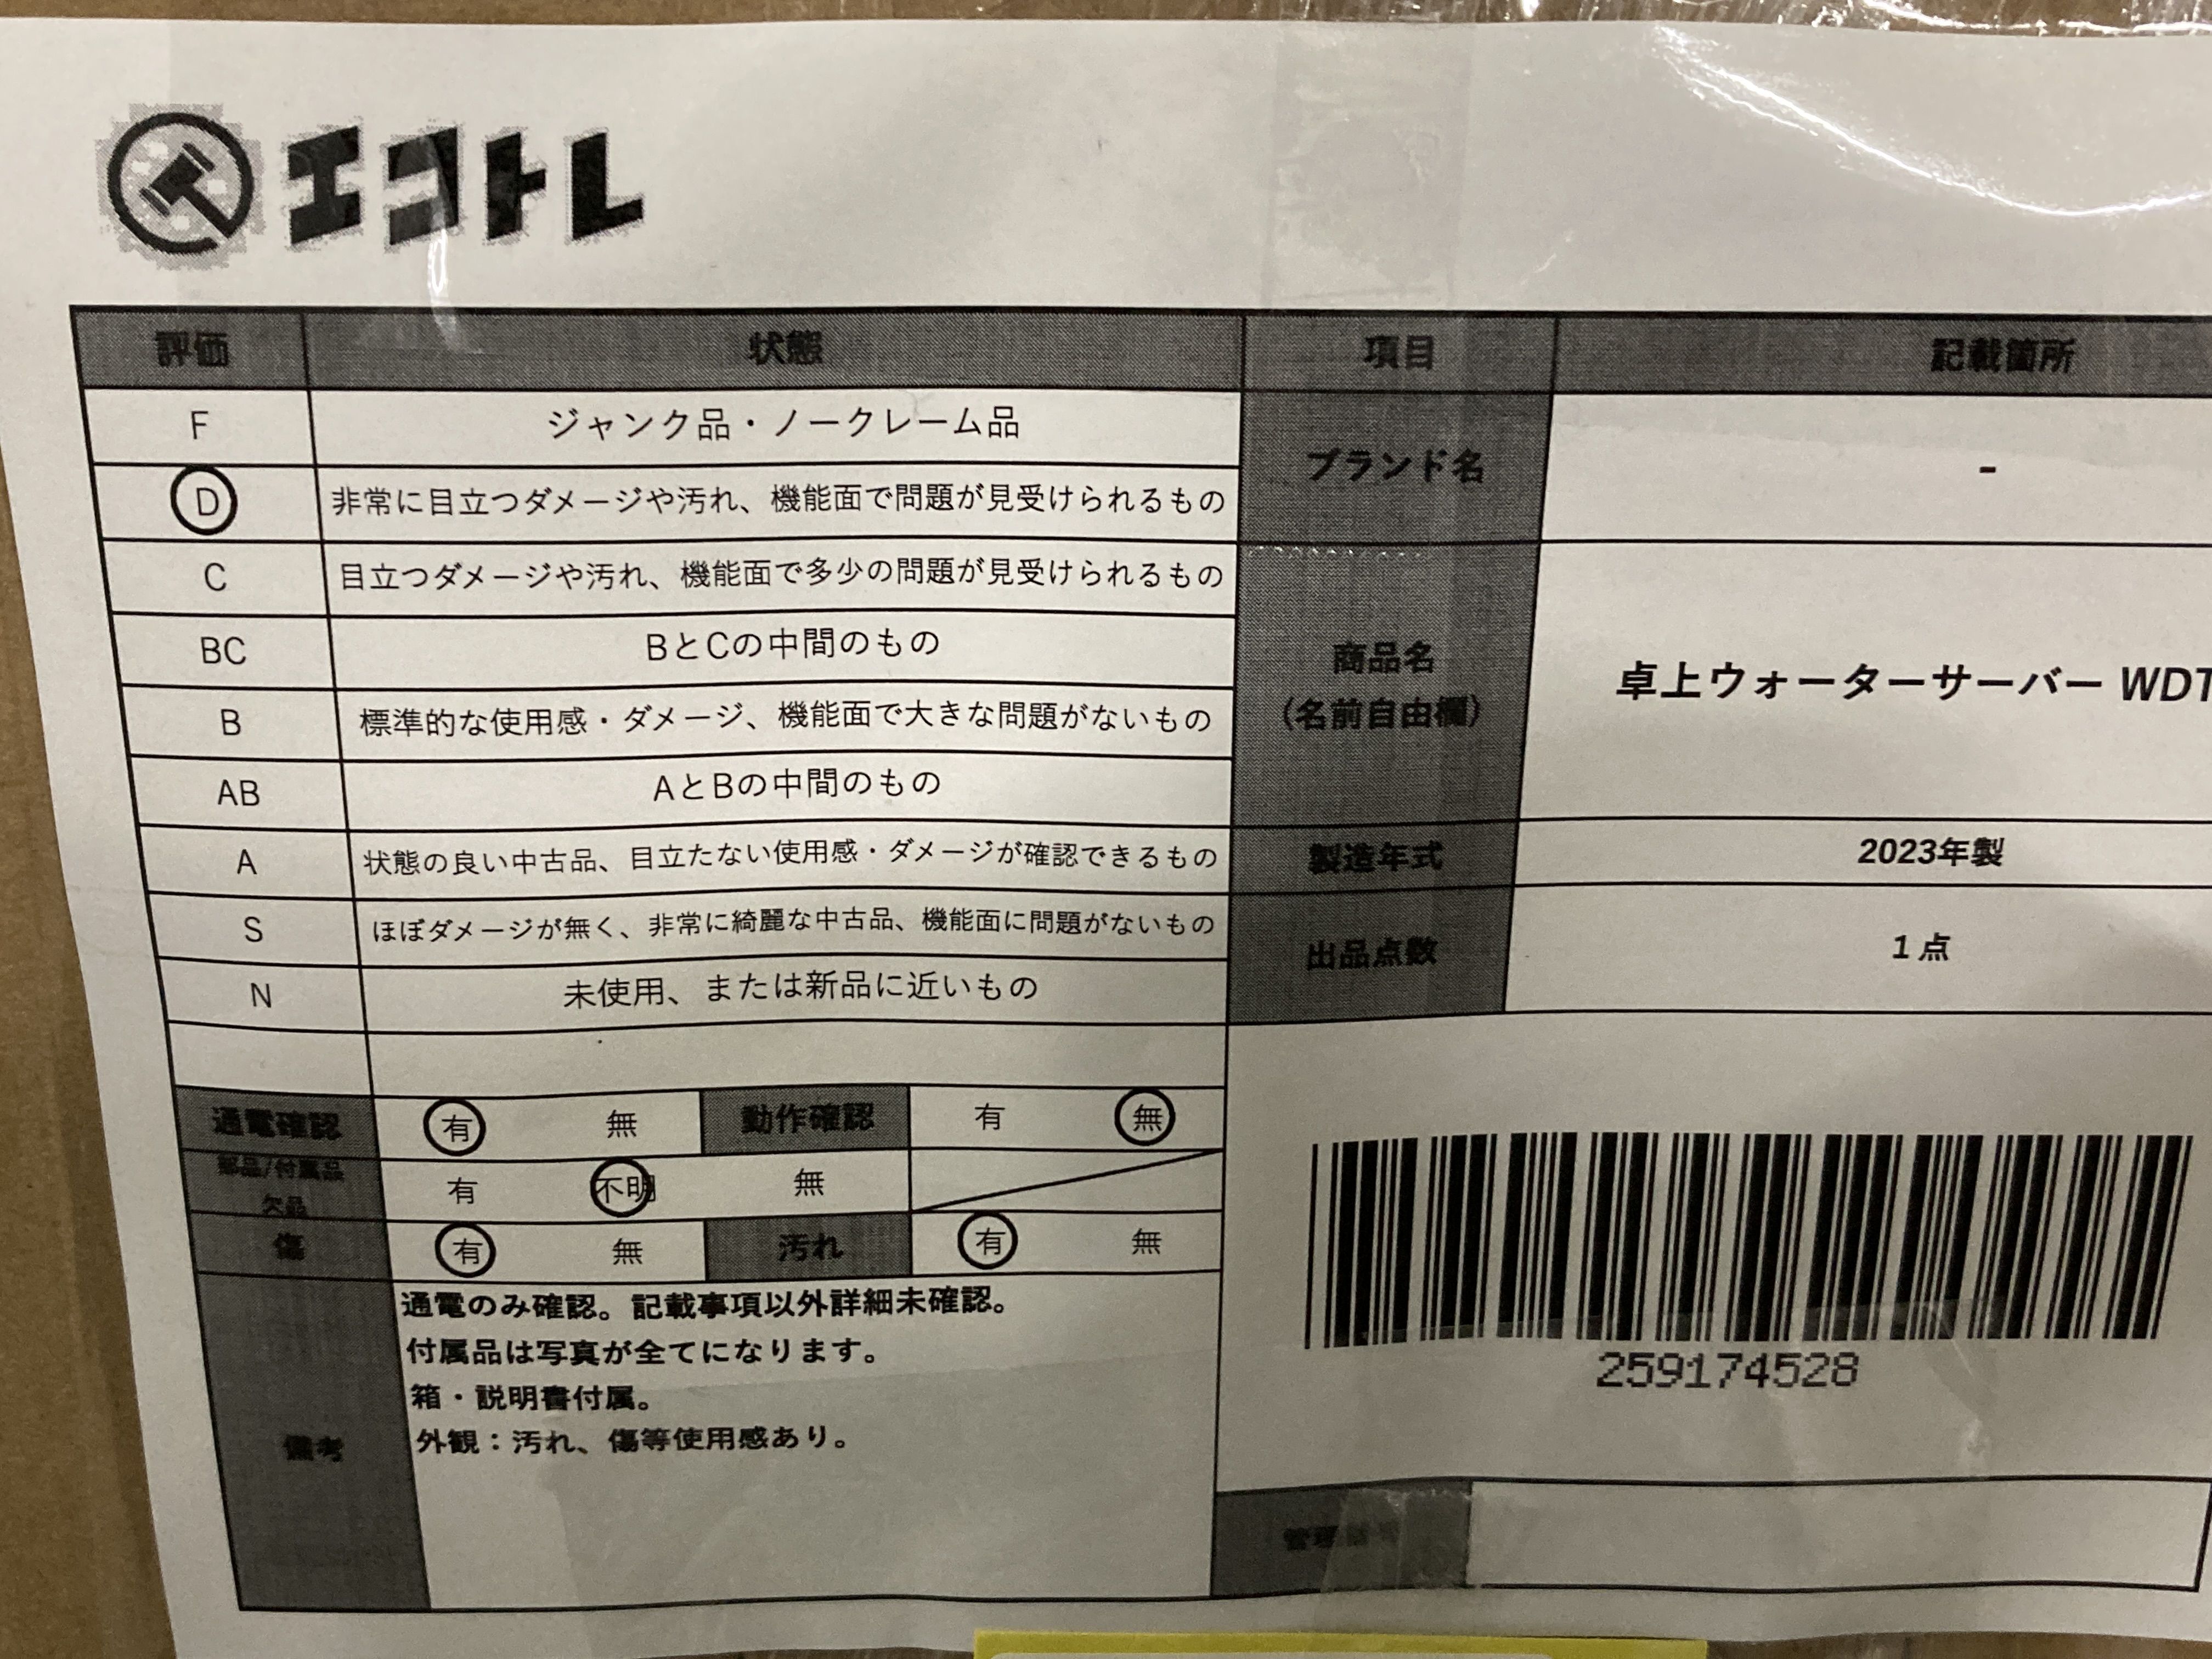 エコトレ
評価 状態 項目 記載箇所
F ジャンク品・ノークレーム品
D 非常に目立つダメージや汚れ、機能面で問題が見受けられるもの
ブランド名 -
C 目立つダメージや汚れ、機能面で多少の問題が見受けられるもの
BC BとCの中間のもの
B 標準的な使用感・ダメージ、機能面で大きな問題がないもの
商品名
(名前自由欄)
卓上ウォーターサーバー WDT
AB AとBの中間のもの
A 状態の良い中古品、目立たない使用感・ダメージが確認できるもの
製造年式 2023年製
S ほぼダメージが無く、非常に綺麗な中古品、機能面に問題がないもの
出品点数 1点
N 未使用、または新品に近いもの
通電確認 有 無 動作確認 有 無
部品/付属品
欠品
有 不明 無
傷 有 無 汚れ 有 無
備考
通電のみ確認。記載事項以外詳細未確認。
付属品は写真が全てになります。
箱・説明書付属。
外観：汚れ、傷等使用感あり。
259174528
管理